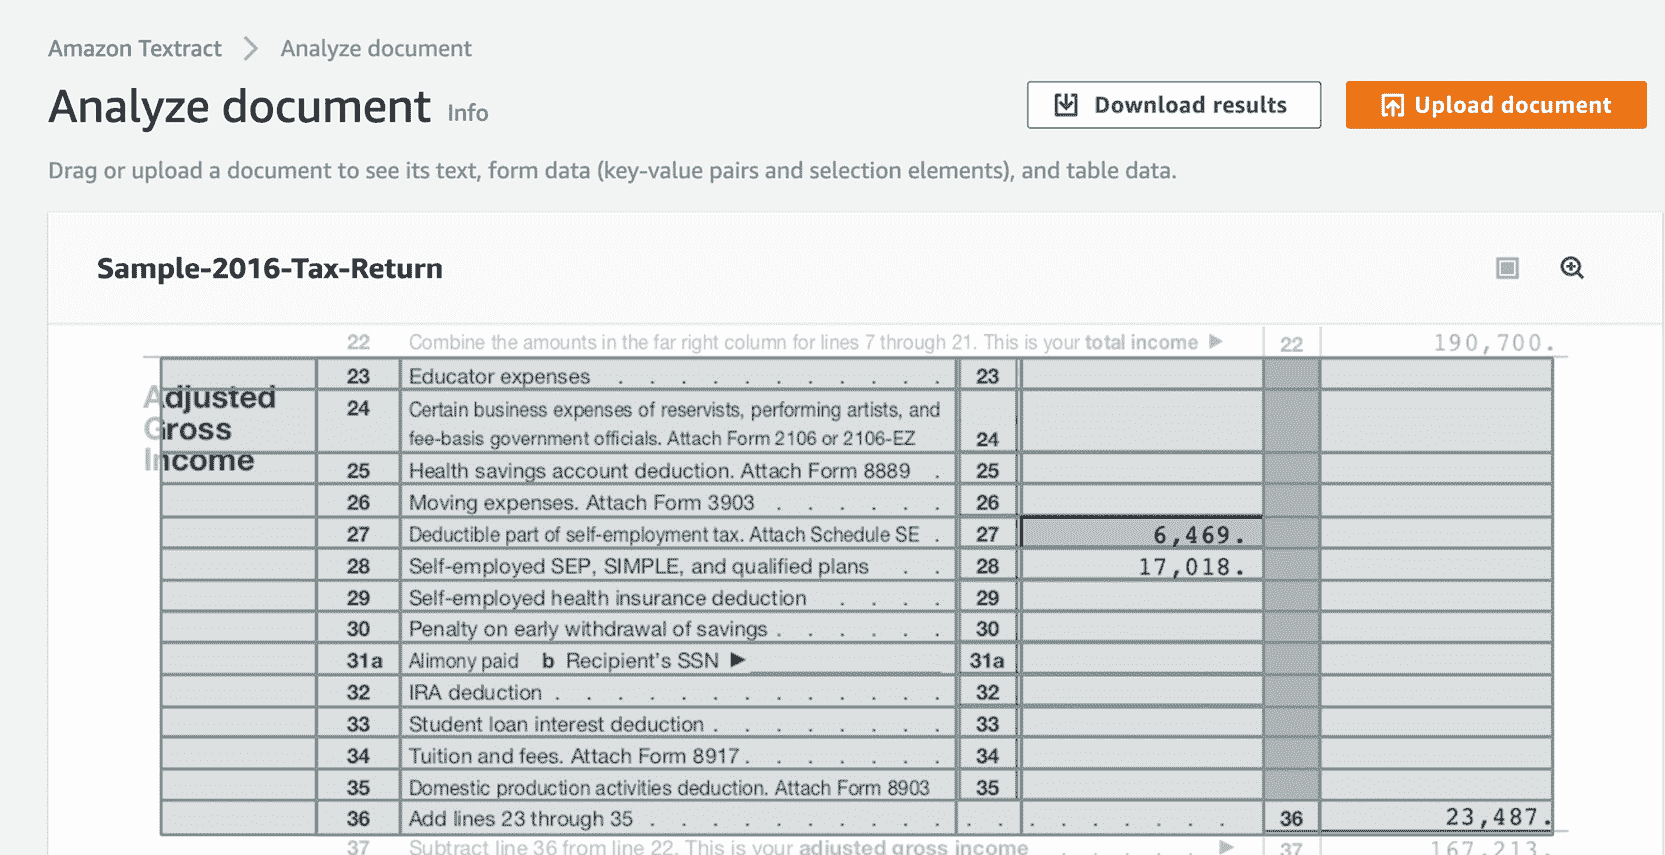 Amazon Textract > Analyze document
Analyze document Info
Download results
Upload document
Drag or upload a document to see its text, form data (key-value pairs and selection elements), and table data.
Sample-2016-Tax-Return
22 Combine the amounts in the far right column for lines 7 through 21. This is your total income ▶ 22 190,700.
Adjusted
Gross
Income
23 Educator expenses . . . . . . . . . . . 23
24 Certain business expenses of reservists, performing artists, and
fee-basis government officials. Attach Form 2106 or 2106-EZ 24
25 Health savings account deduction. Attach Form 8889 . 25
26 Moving expenses. Attach Form 3903 . . . . . . 26
27 Deductible part of self-employment tax. Attach Schedule SE . 27 6,469.
28 Self-employed SEP, SIMPLE, and qualified plans . . 28 17,018.
29 Self-employed health insurance deduction . . . . 29
30 Penalty on early withdrawal of savings . . . . . . 30
31a Alimony paid b Recipient's SSN ▶ 31a
32 IRA deduction . . . . . . . . . . . . . 32
33 Student loan interest deduction . . . . . . . . 33
34 Tuition and fees. Attach Form 8917 . . . . . . . 34
35 Domestic production activities deduction. Attach Form 8903 35
36 Add lines 23 through 35 . . . . . . . . . . . . . . . . . . . 36 23,487.
37 Subtract line 36 from line 22. This is your adjusted gross income . . . . . ▶ 37 167,213.